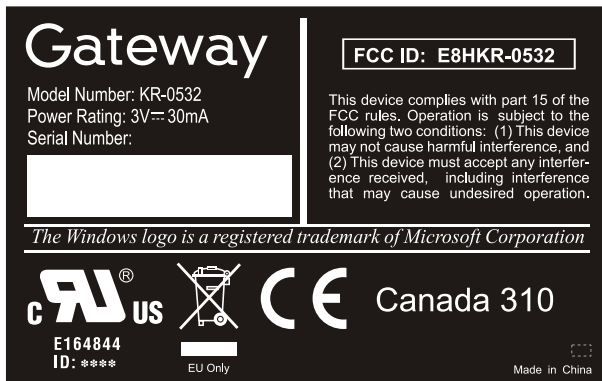 Gateway
Model Number: KR-0532
Power Rating: 3V⎓30mA
Serial Number:
FCC ID: E8HKR-0532
This device complies with part 15 of the
FCC rules. Operation is subject to the
following two conditions: (1) This device
may not cause harmful interference, and
(2) This device must accept any interfer-
ence received, including interference
that may cause undesired operation.
The Windows logo is a registered trademark of Microsoft Corporation
c RU ® US
E164844
ID: ****
EU Only
CE
Canada 310
Made in China